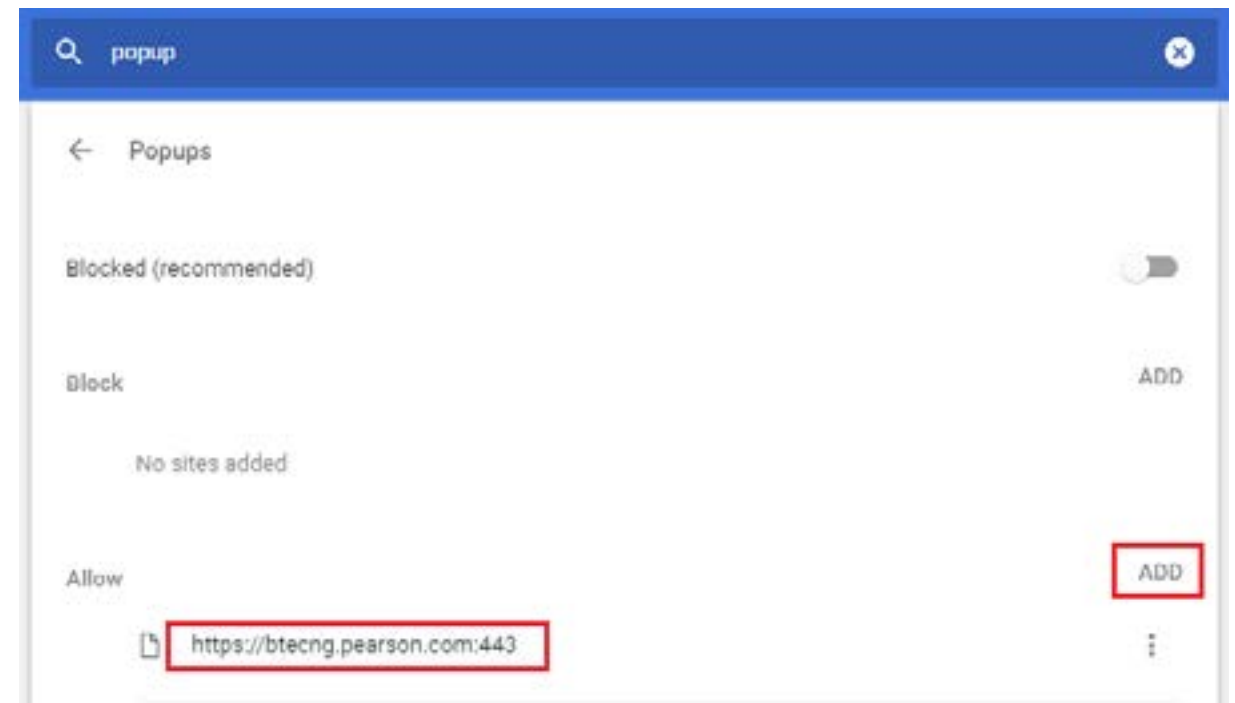 popup
Popups
Blocked (recommended)
Block ADD
No sites added
Allow ADD
https://btecng.pearson.com:443